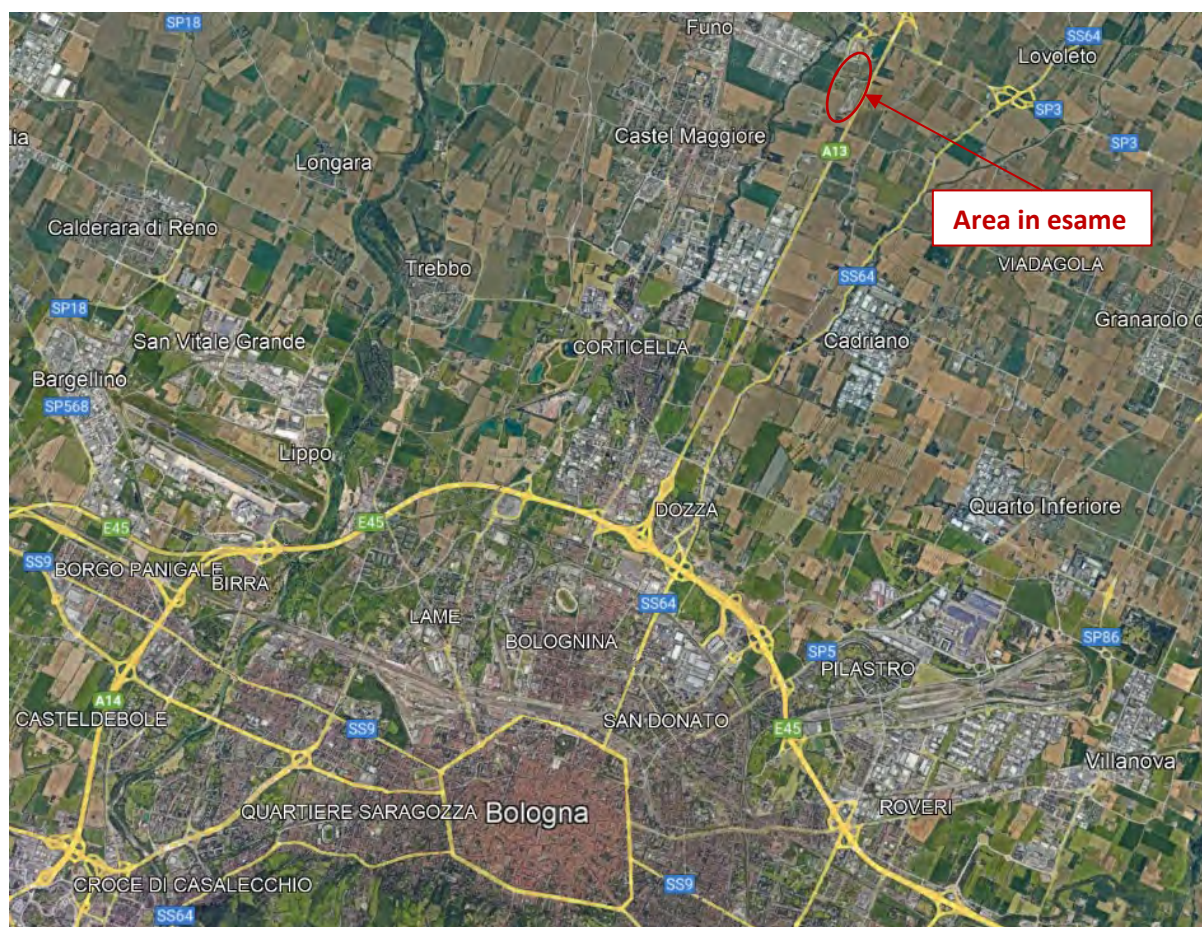 SP18
Funo
SS64
Lovoleto
SP3
lia
Castel Maggiore
A13
SP3
Longara
Area in esame
Calderara di Reno
VIADAGOLA
Trebbo
SS64
SP18
Granarolo d
San Vitale Grande
Cadriano
CORTICELLA
Bargellino
SP568
Lippo
Quarto Inferiore
DOZZA
E45
E45
SS9
BORGO PANIGALE
BIRRA
SS64
LAME
BOLOGNINA
SP86
SP5
PILASTRO
A14
CASTELDEBOLE
SAN DONATO
SS9
E45
Villanova
QUARTIERE SARAGOZZA
Bologna
ROVERI
CROCE DI CASALECCHIO
SS9
SS64